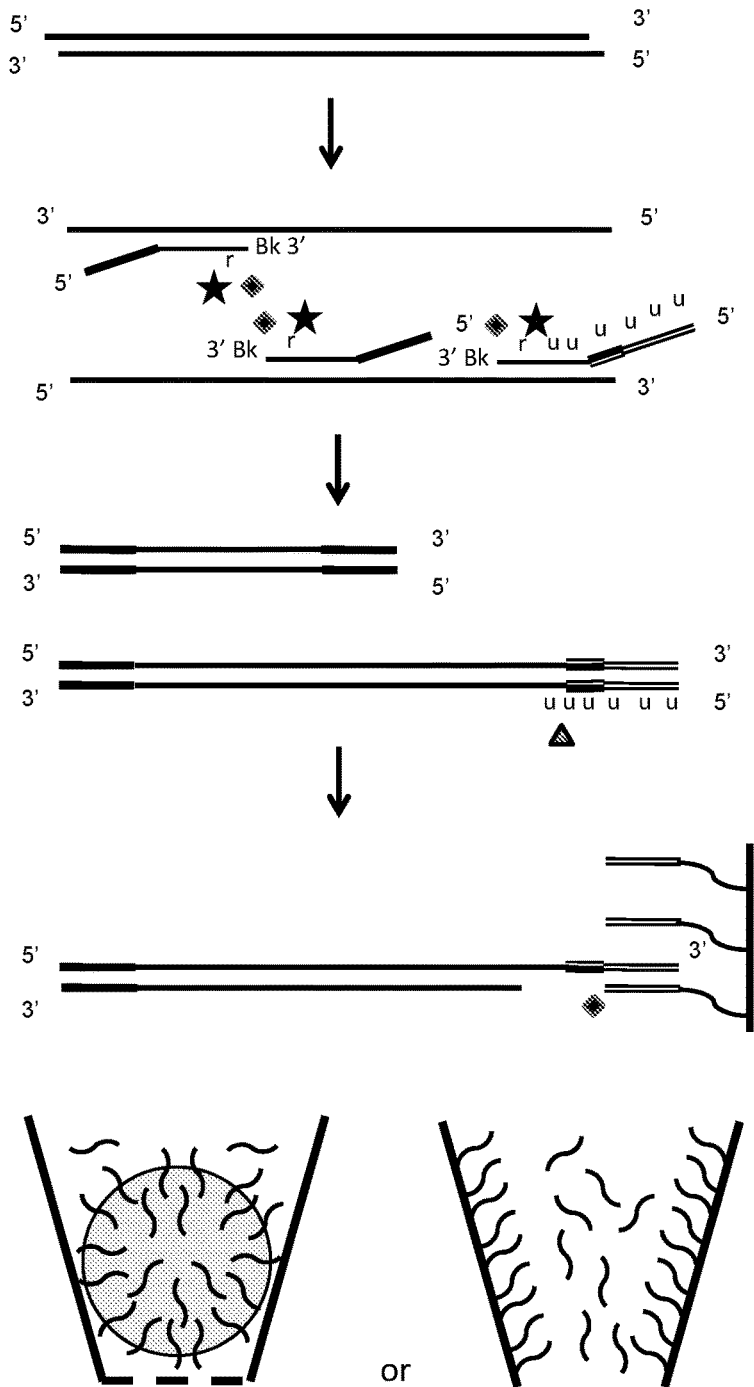 5’ 3’
3’ 5’
3’ 5’
Bk 3’
r
5’
u u u u
5’ 5’
r r u u
3’ Bk 3’ Bk
5’ 3’
5’ 3’
3’ 5’
5’ 3’
3’ u u u u u u 5’
3’
5’
3’
or